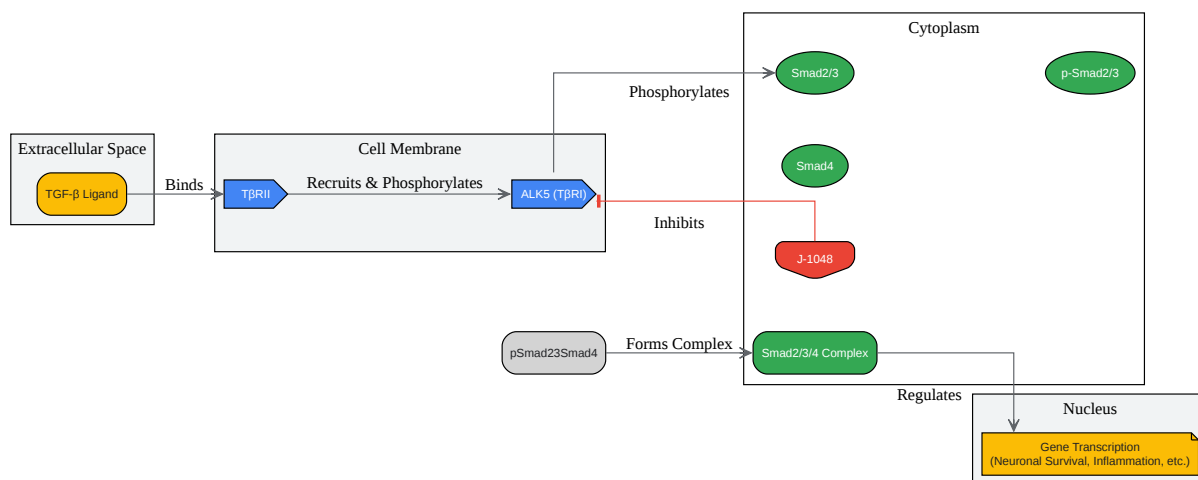 Cytoplasm
Smad2/3
p-Smad2/3
Phosphorylates
Extracellular Space
Cell Membrane
TGF-β Ligand
Binds
TβRII
Recruits & Phosphorylates
ALK5 (TβRI)
Smad4
Inhibits
J-1048
pSmad23Smad4
Forms Complex
Smad2/3/4 Complex
Regulates
Nucleus
Gene Transcription
(Neuronal Survival, Inflammation, etc.)